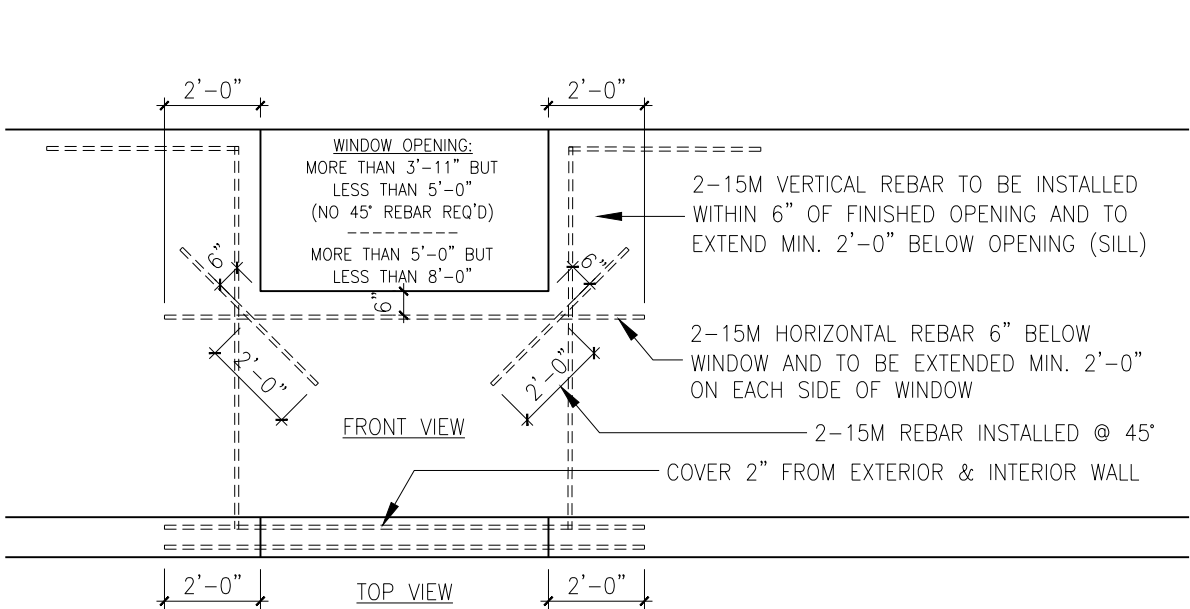 2'-0"
2'-0"
WINDOW OPENING:
MORE THAN 3'-11" BUT
LESS THAN 5'-0"
(NO 45° REBAR REQ'D)
----------
MORE THAN 5'-0" BUT
LESS THAN 8'-0"
2-15M VERTICAL REBAR TO BE INSTALLED
WITHIN 6" OF FINISHED OPENING AND TO
EXTEND MIN. 2'-0" BELOW OPENING (SILL)
6"
6"
6"
2-15M HORIZONTAL REBAR 6" BELOW
WINDOW AND TO BE EXTENDED MIN. 2'-0"
ON EACH SIDE OF WINDOW
2'-0"
2'-0"
FRONT VIEW
2-15M REBAR INSTALLED @ 45°
COVER 2" FROM EXTERIOR & INTERIOR WALL
2'-0"
TOP VIEW
2'-0"